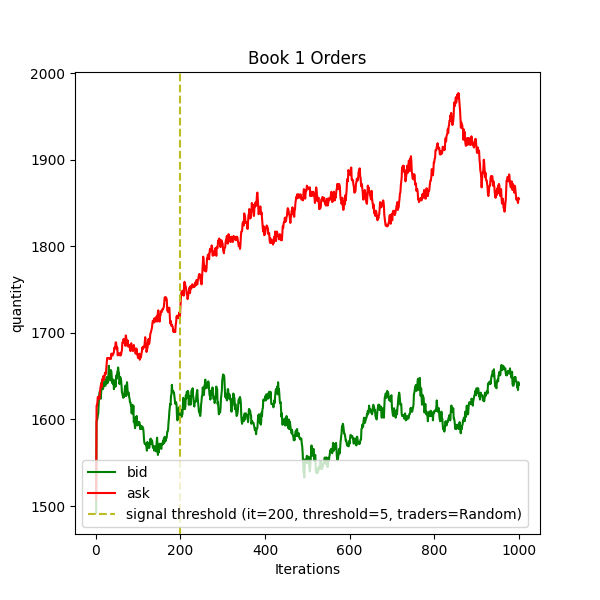 Book 1 Orders
2000
1900
1800
1700
1600
1500
quantity
bid
ask
signal threshold (it=200, threshold=5, traders=Random)
0 200 400 600 800 1000
Iterations